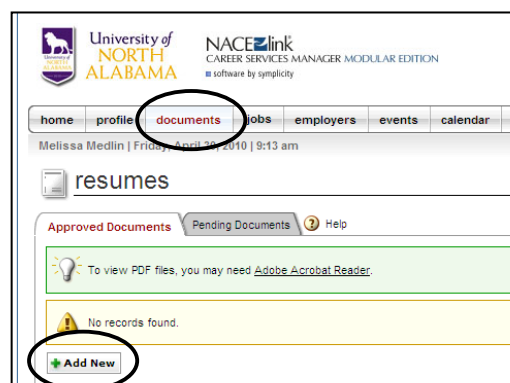 University of
NORTH
ALABAMA
NACElink
CAREER SERVICES MANAGER MODULAR EDITION
software by symplicity
home profile documents jobs employers events calendar
Melissa Medlin | Friday, April 30, 2010 | 9:13 am
resumes
Approved Documents Pending Documents ? Help
To view PDF files, you may need Adobe Acrobat Reader.
No records found.
Add New